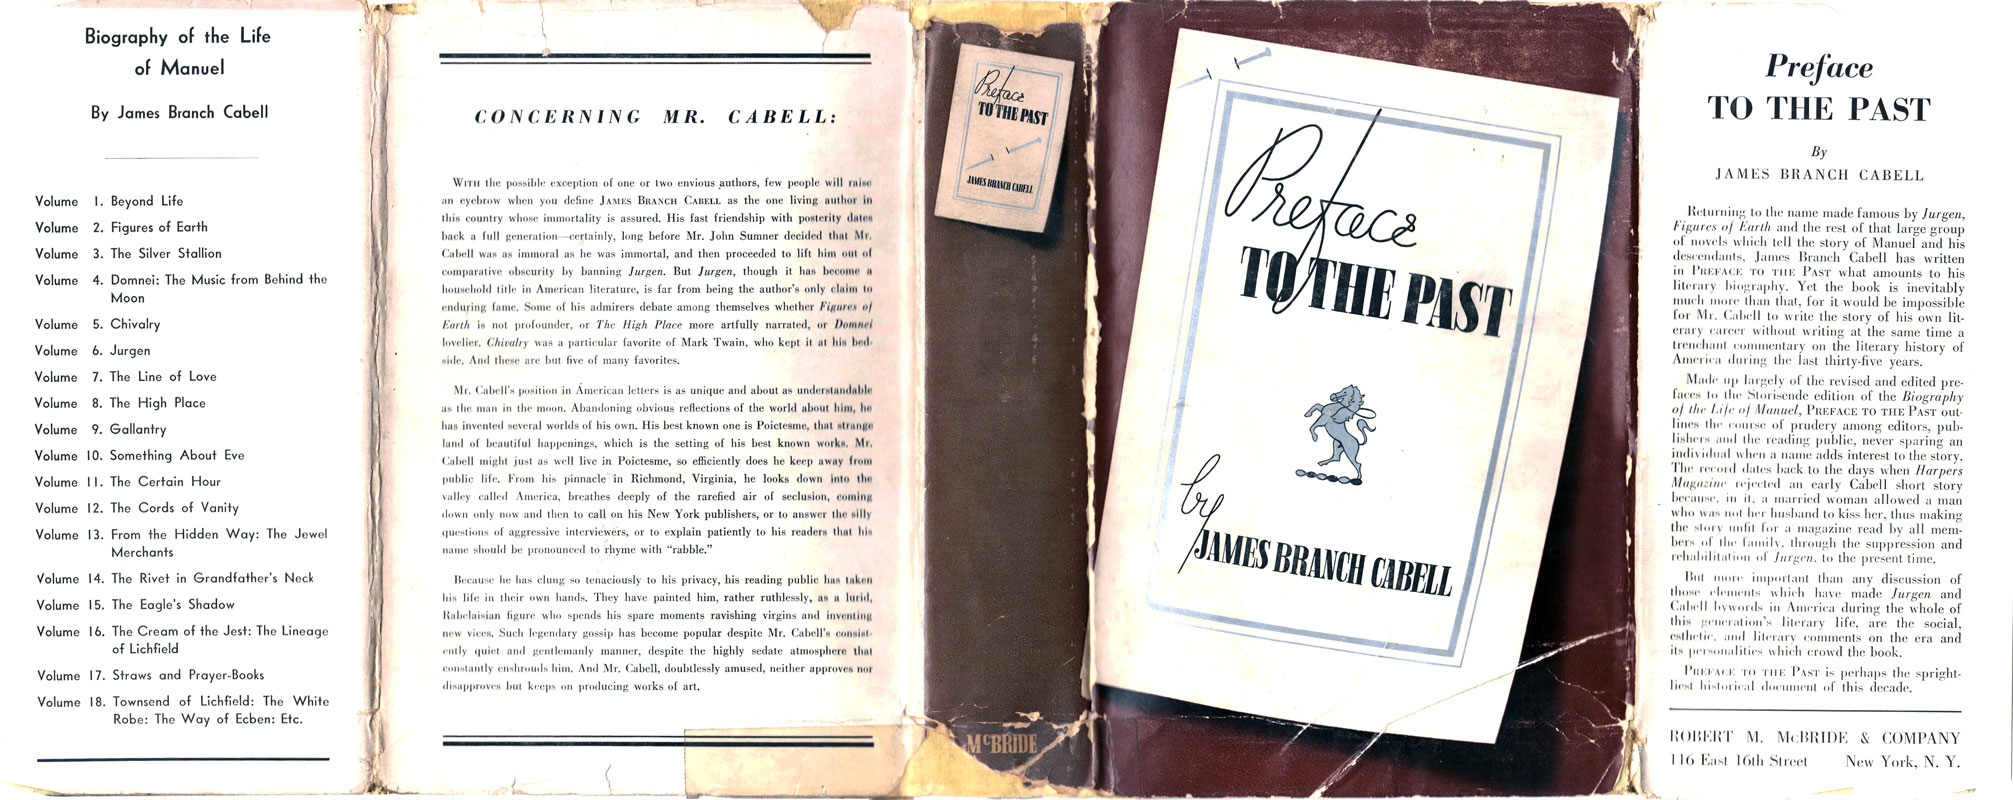 Biography of the Life
of Manuel
By James Branch Cabell
Volume 1. Beyond Life
Volume 2. Figures of Earth
Volume 3. The Silver Stallion
Volume 4. Domnei: The Music from Behind the
Moon
Volume 5. Chivalry
Volume 6. Jurgen
Volume 7. The Line of Love
Volume 8. The High Place
Volume 9. Gallantry
Volume 10. Something About Eve
Volume 11. The Certain Hour
Volume 12. The Cords of Vanity
Volume 13. From the Hidden Way: The Jewel
Merchants
Volume 14. The Rivet in Grandfather's Neck
Volume 15. The Eagle's Shadow
Volume 16. The Cream of the Jest: The Lineage
of Lichfield
Volume 17. Straws and Prayer-Books
Volume 18. Townsend of Lichfield: The White
Robe: The Way of Ecben: Etc.
CONCERNING MR. CABELL:
WITH the possible exception of one or two envious authors, few people will raise
an eyebrow when you define JAMES BRANCH CABELL as the one living author in
this country whose immortality is assured. His fast friendship with posterity dates
back a full generation—certainly, long before Mr. John Sumner decided that Mr.
Cabell was as immoral as he was immortal, and then proceeded to lift him out of
comparative obscurity by banning Jurgen. But Jurgen, though it has become a
household title in American literature, is far from being the author's only claim to
enduring fame. Some of his admirers debate among themselves whether Figures of
Earth is not profounder, or The High Place more artfully narrated, or Domnei
lovelier. Chivalry was a particular favorite of Mark Twain, who kept it at his bed-
side. And these are but five of many favorites.
Mr. Cabell's position in American letters is as unique and about as understandable
as the man in the moon. Abandoning obvious reflections of the world about him, he
has invented several worlds of his own. His best known one is Poictesme, that strange
land of beautiful happenings, which is the setting of his best known works. Mr.
Cabell might just as well live in Poictesme, so efficiently does he keep away from
public life. From his pinnacle in Richmond, Virginia, he looks down into the
valley called America, breathes deeply of the rarefied air of seclusion, coming
down only now and then to call on his New York publishers, or to answer the silly
questions of aggressive interviewers, or to explain patiently to his readers that his
name should be pronounced to rhyme with "rabble."
Because he has clung so tenaciously to his privacy, his reading public has taken
his life in their own hands. They have painted him, rather ruthlessly, as a lurid,
Rabelaisian figure who spends his spare moments ravishing virgins and inventing
new vices. Such legendary gossip has become popular despite Mr. Cabell's consist-
ently quiet and gentlemanly manner, despite the highly sedate atmosphere that
constantly enshrouds him. And Mr. Cabell, doubtlessly amused, neither approves nor
disapproves but keeps on producing works of art.
Preface
TO THE PAST
JAMES BRANCH CABELL
McBRIDE
Preface
TO THE PAST
by
JAMES BRANCH CABELL
Preface
TO THE PAST
By
JAMES BRANCH CABELL
Returning to the name made famous by Jurgen,
Figures of Earth and the rest of that large group
of novels which tell the story of Manuel and his
descendants, James Branch Cabell has written
in PREFACE TO THE PAST what amounts to his
literary biography. Yet the book is inevitably
much more than that, for it would be impossible
for Mr. Cabell to write the story of his own lit-
erary career without writing at the same time a
trenchant commentary on the literary history of
America during the last thirty-five years.
Made up largely of the revised and edited pre-
faces to the Storisende edition of the Biography
of the Life of Manuel, PREFACE TO THE PAST out-
lines the course of prudery among editors, pub-
lishers and the reading public, never sparing an
individual when a name adds interest to the story.
The record dates back to the days when Harpers
Magazine rejected an early Cabell short story
because, in it, a married woman allowed a man
who was not her husband to kiss her, thus making
the story unfit for a magazine read by all mem-
bers of the family, through the suppression and
rehabilitation of Jurgen, to the present time.
But more important than any discussion of
those elements which have made Jurgen and
Cabell bywords in America during the whole of
this generation's literary life, are the social,
esthetic, and literary comments on the era and
its personalities which crowd the book.
PREFACE TO THE PAST is perhaps the spright-
liest historical document of this decade.
ROBERT M. McBRIDE & COMPANY
116 East 16th Street New York, N. Y.